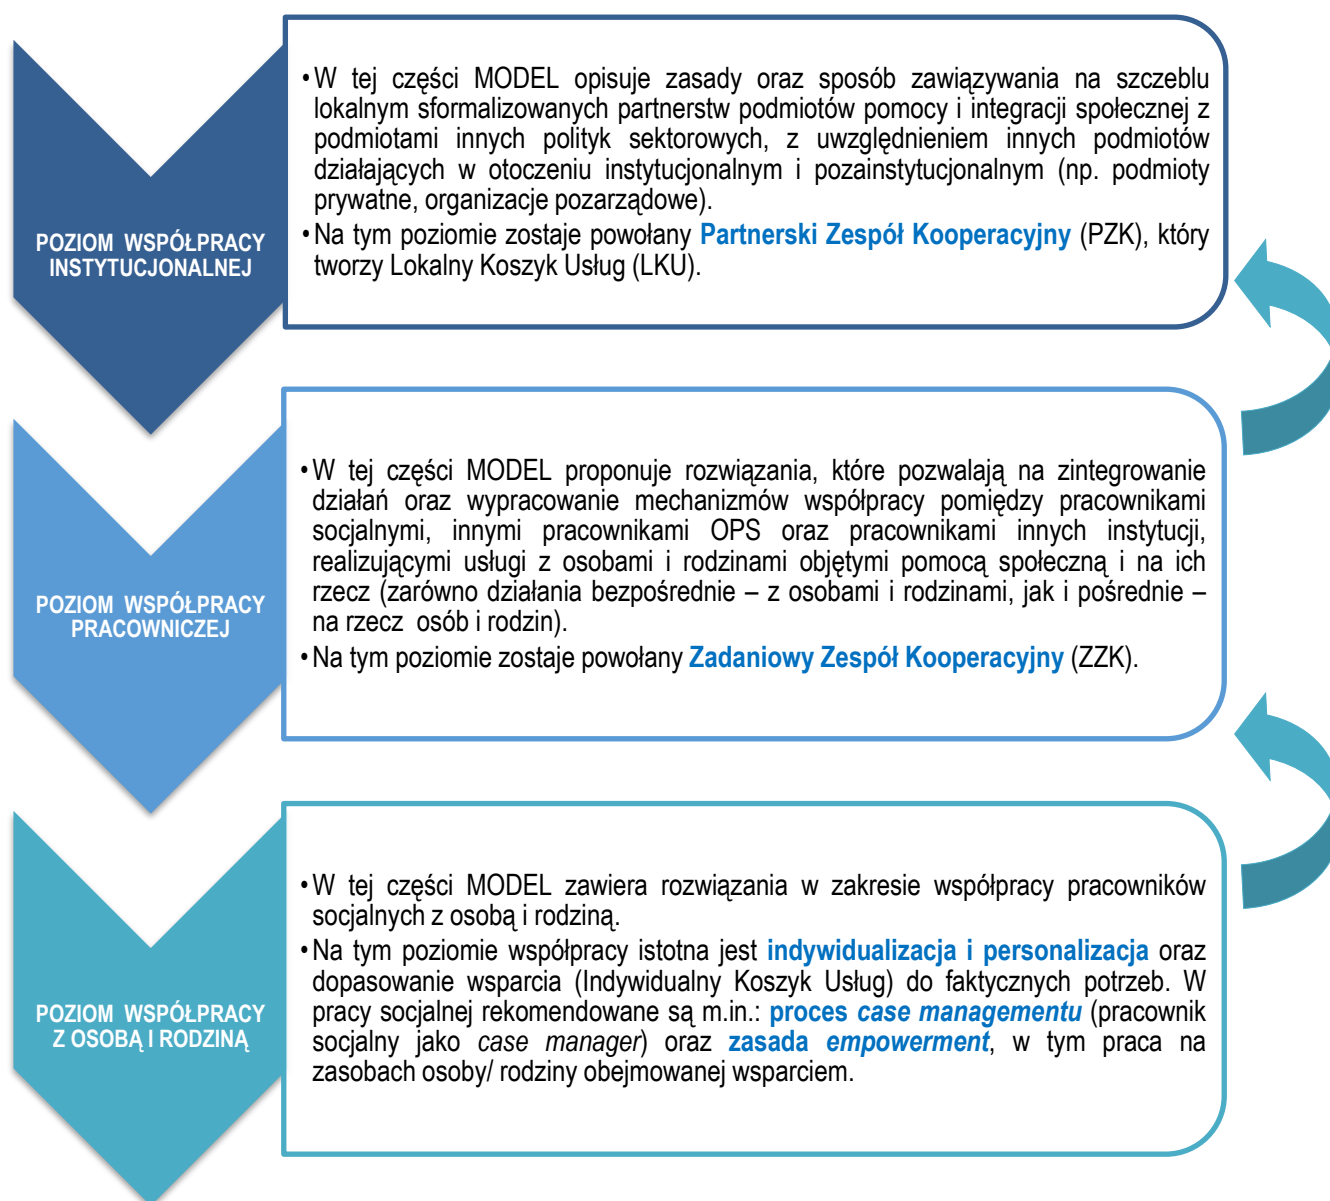 POZIOM WSPÓŁPRACY
INSTYTUCJONALNEJ
•W tej części MODEL opisuje zasady oraz sposób zawiązywania na szczeblu
lokalnym sformalizowanych partnerstw podmiotów pomocy i integracji społecznej z
podmiotami innych polityk sektorowych, z uwzględnieniem innych podmiotów
działających w otoczeniu instytucjonalnym i pozainstytucjonalnym (np. podmioty
prywatne, organizacje pozarządowe).
•Na tym poziomie zostaje powołany Partnerski Zespół Kooperacyjny (PZK), który
tworzy Lokalny Koszyk Usług (LKU).
POZIOM WSPÓŁPRACY
PRACOWNICZEJ
•W tej części MODEL proponuje rozwiązania, które pozwalają na zintegrowanie
działań oraz wypracowanie mechanizmów współpracy pomiędzy pracownikami
socjalnymi, innymi pracownikami OPS oraz pracownikami innych instytucji,
realizującymi usługi z osobami i rodzinami objętymi pomocą społeczną i na ich
rzecz (zarówno działania bezpośrednie – z osobami i rodzinami, jak i pośrednie –
na rzecz osób i rodzin).
•Na tym poziomie zostaje powołany Zadaniowy Zespół Kooperacyjny (ZZK).
POZIOM WSPÓŁPRACY
Z OSOBĄ I RODZINĄ
•W tej części MODEL zawiera rozwiązania w zakresie współpracy pracowników
socjalnych z osobą i rodziną.
•Na tym poziomie współpracy istotna jest indywidualizacja i personalizacja oraz
dopasowanie wsparcia (Indywidualny Koszyk Usług) do faktycznych potrzeb. W
pracy socjalnej rekomendowane są m.in.: proces case managementu (pracownik
socjalny jako case manager) oraz zasada empowerment, w tym praca na
zasobach osoby/ rodziny obejmowanej wsparciem.